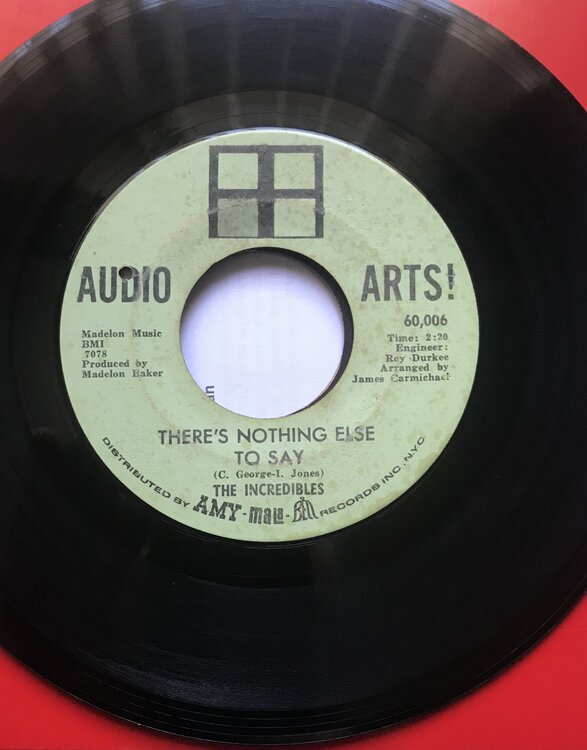 AUDIO ARTS!
Madelon Music
BMI
7078
Produced by
Madelon Baker
60,006
Time: 2:20
Engineer:
Roy Durkee
Arranged by
James Carmichael
THERE'S NOTHING ELSE
TO SAY
(C. George-I. Jones)
THE INCREDIBLES
DISTRIBUTED BY AMY-mala-Bell RECORDS INC. N.Y.C.